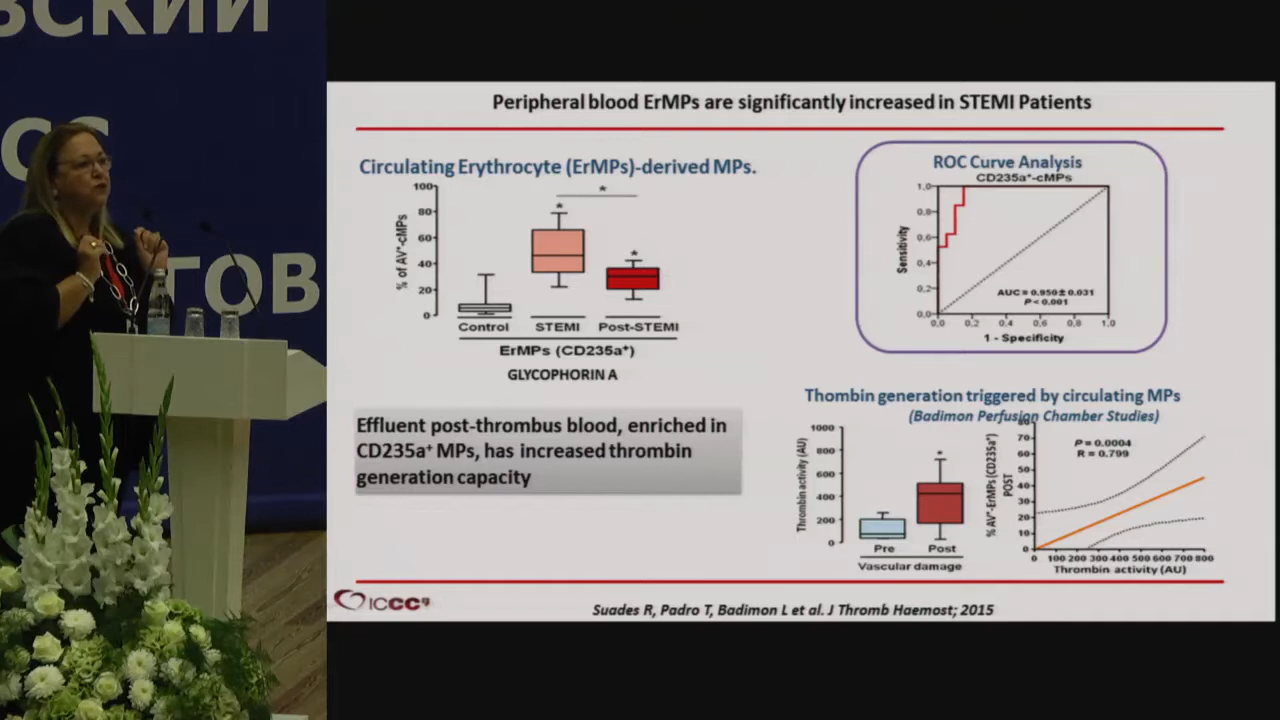 ВСКИЙ
СС
ТОВ
Peripheral blood ErMPs are significantly increased in STEMI Patients
Circulating Erythrocyte (ErMPs)-derived MPs.
% of AV⁺-cMPs
100
80
60
40
20
0
*
*
*
Control STEMI Post-STEMI
ErMPs (CD235a⁺)
GLYCOPHORIN A
ROC Curve Analysis
CD235a⁺-cMPs
Sensitivity
1,0
0,8
0,6
0,4
0,2
0,0
AUC = 0.950±0.031
P < 0.001
0,0 0,2 0,4 0,6 0,8 1,0
1 - Specificity
Effluent post-thrombus blood, enriched in
CD235a⁺ MPs, has increased thrombin
generation capacity
Thrombin generation triggered by circulating MPs
(Badimon Perfusion Chamber Studies)
Thrombin activity (AU)
1000
800
600
400
200
0
*
Pre Post
Vascular damage
% AV⁺-ErMPs (CD235a⁺)
POST
80
70
60
50
40
30
20
10
0
P = 0.0004
R = 0.799
0 100 200 300 400 500 600 700 800
Thrombin activity (AU)
ICCC
Suades R, Padro T, Badimon L et al. J Thromb Haemost; 2015